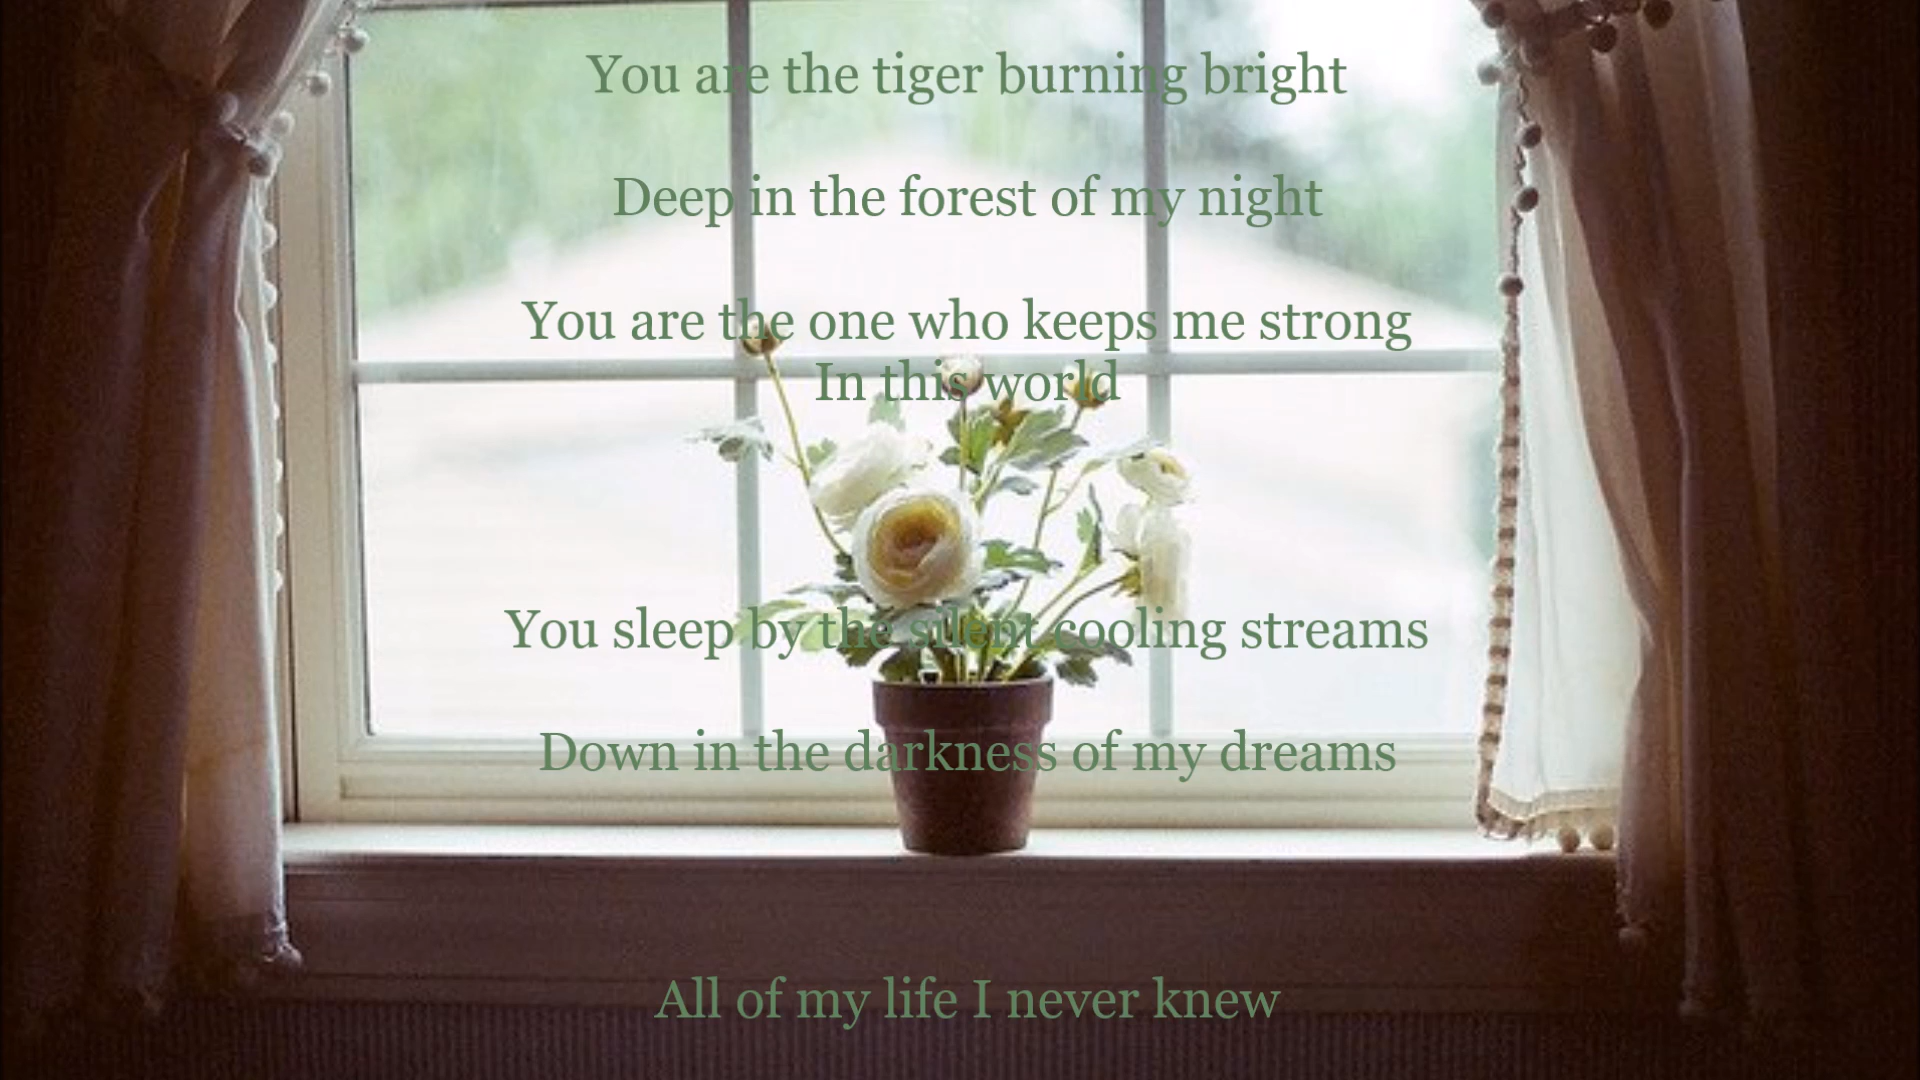 You are the tiger burning bright
Deep in the forest of my night
You are the one who keeps me strong
In this world
You sleep by the silent cooling streams
Down in the darkness of my dreams
All of my life I never knew